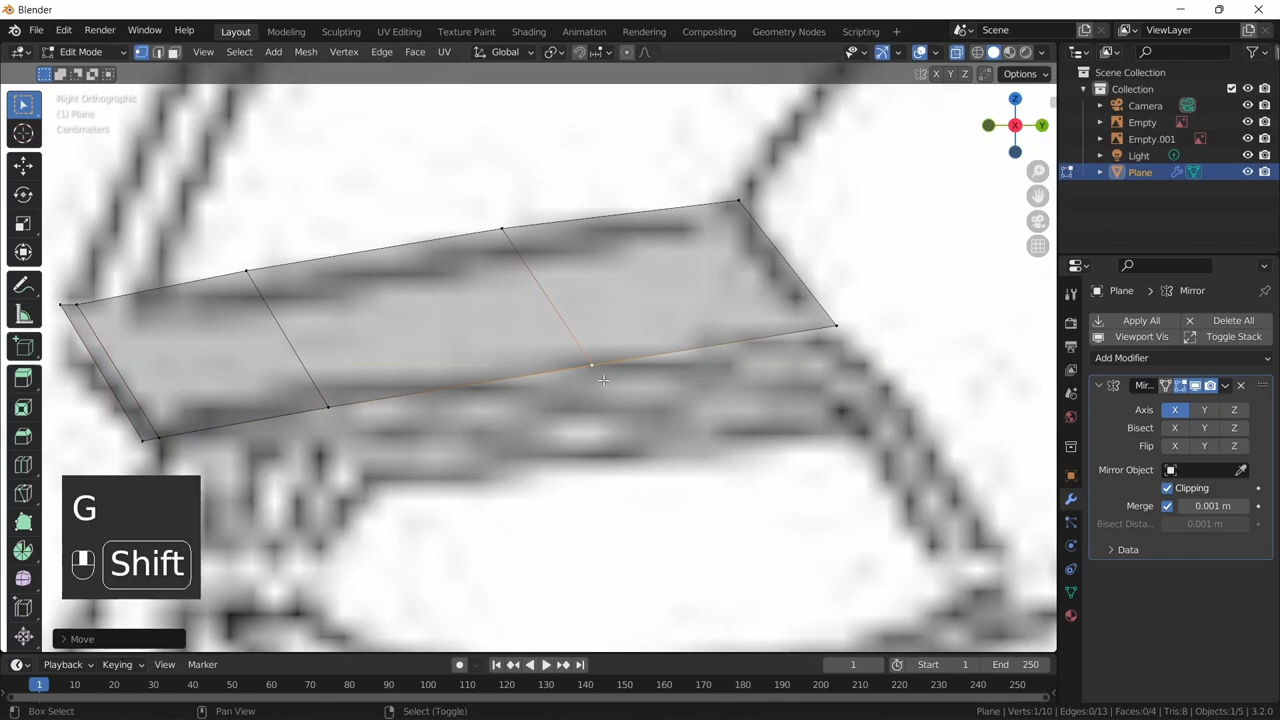 Blender
File Edit Render Window Help
Layout Modeling Sculpting UV Editing Texture Paint Shading Animation Rendering Compositing Geometry Nodes Scripting +
Scene
ViewLayer
Edit Mode
View Select Add Mesh Vertex Edge Face UV
Global
X Y Z
Options
Right Orthographic
(1) Plane
Centimeters
Z
X
Y
Scene Collection
Collection
Camera
Empty
Empty.001
Light
Plane
Plane > Mirror
Apply All
Delete All
Viewport Vis
Toggle Stack
Add Modifier
Mir...
Axis X Y Z
Bisect X Y Z
Flip X Y Z
Mirror Object
Clipping
Merge 0.001 m
Bisect Dista... 0.001 m
Data
G
Shift
Move
Playback Keying View Marker
1
Start 1
End 250
1 10 20 30 40 50 60 70 80 90 100 110 120 130 140 150 160 170 180 190 200 210 220 230 240 250
Box Select
Pan View
Select (Toggle)
Plane | Verts:1/10 | Edges:0/13 | Faces:0/4 | Tris:8 | Objects:1/5 | 3.2.0